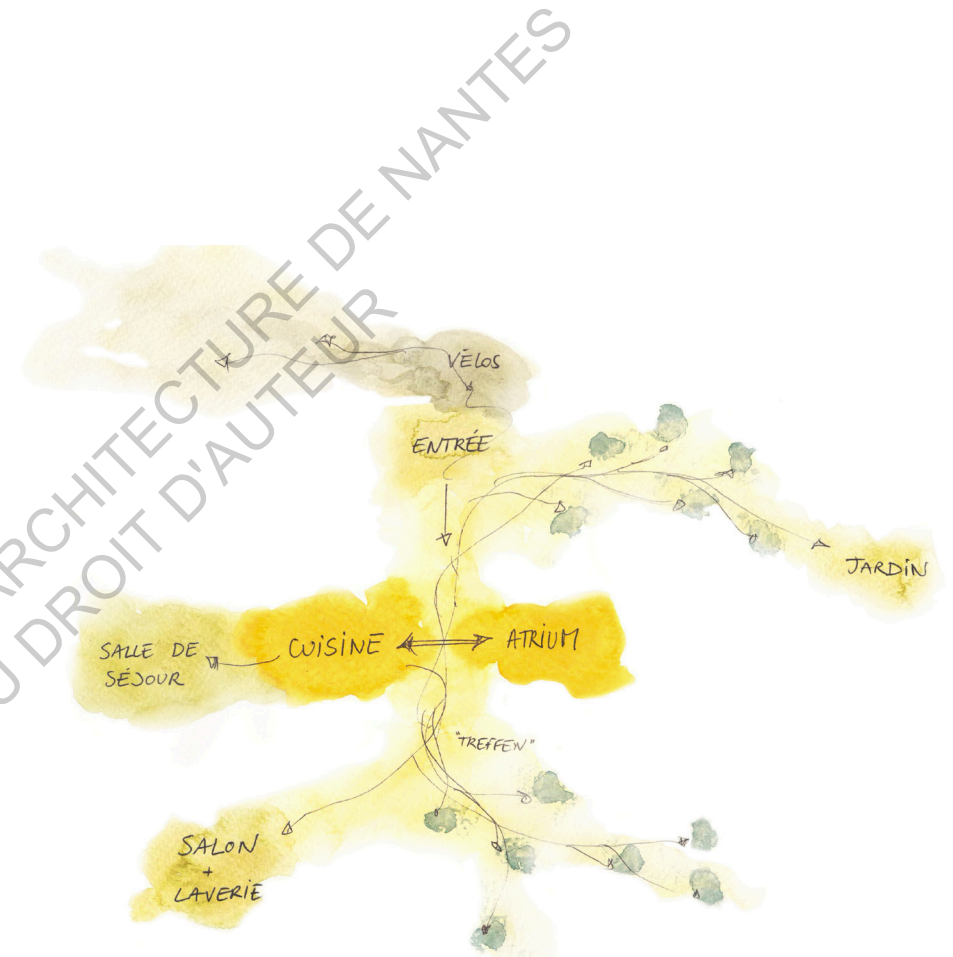 ARCHITECTURE DE NANTES
DROIT D'AUTEUR
VÉLOS
ENTRÉE
JARDIN
SALLE DE
SÉJOUR
CUISINE
ATRIUM
"TREFFEN"
SALON
+
LAVERIE